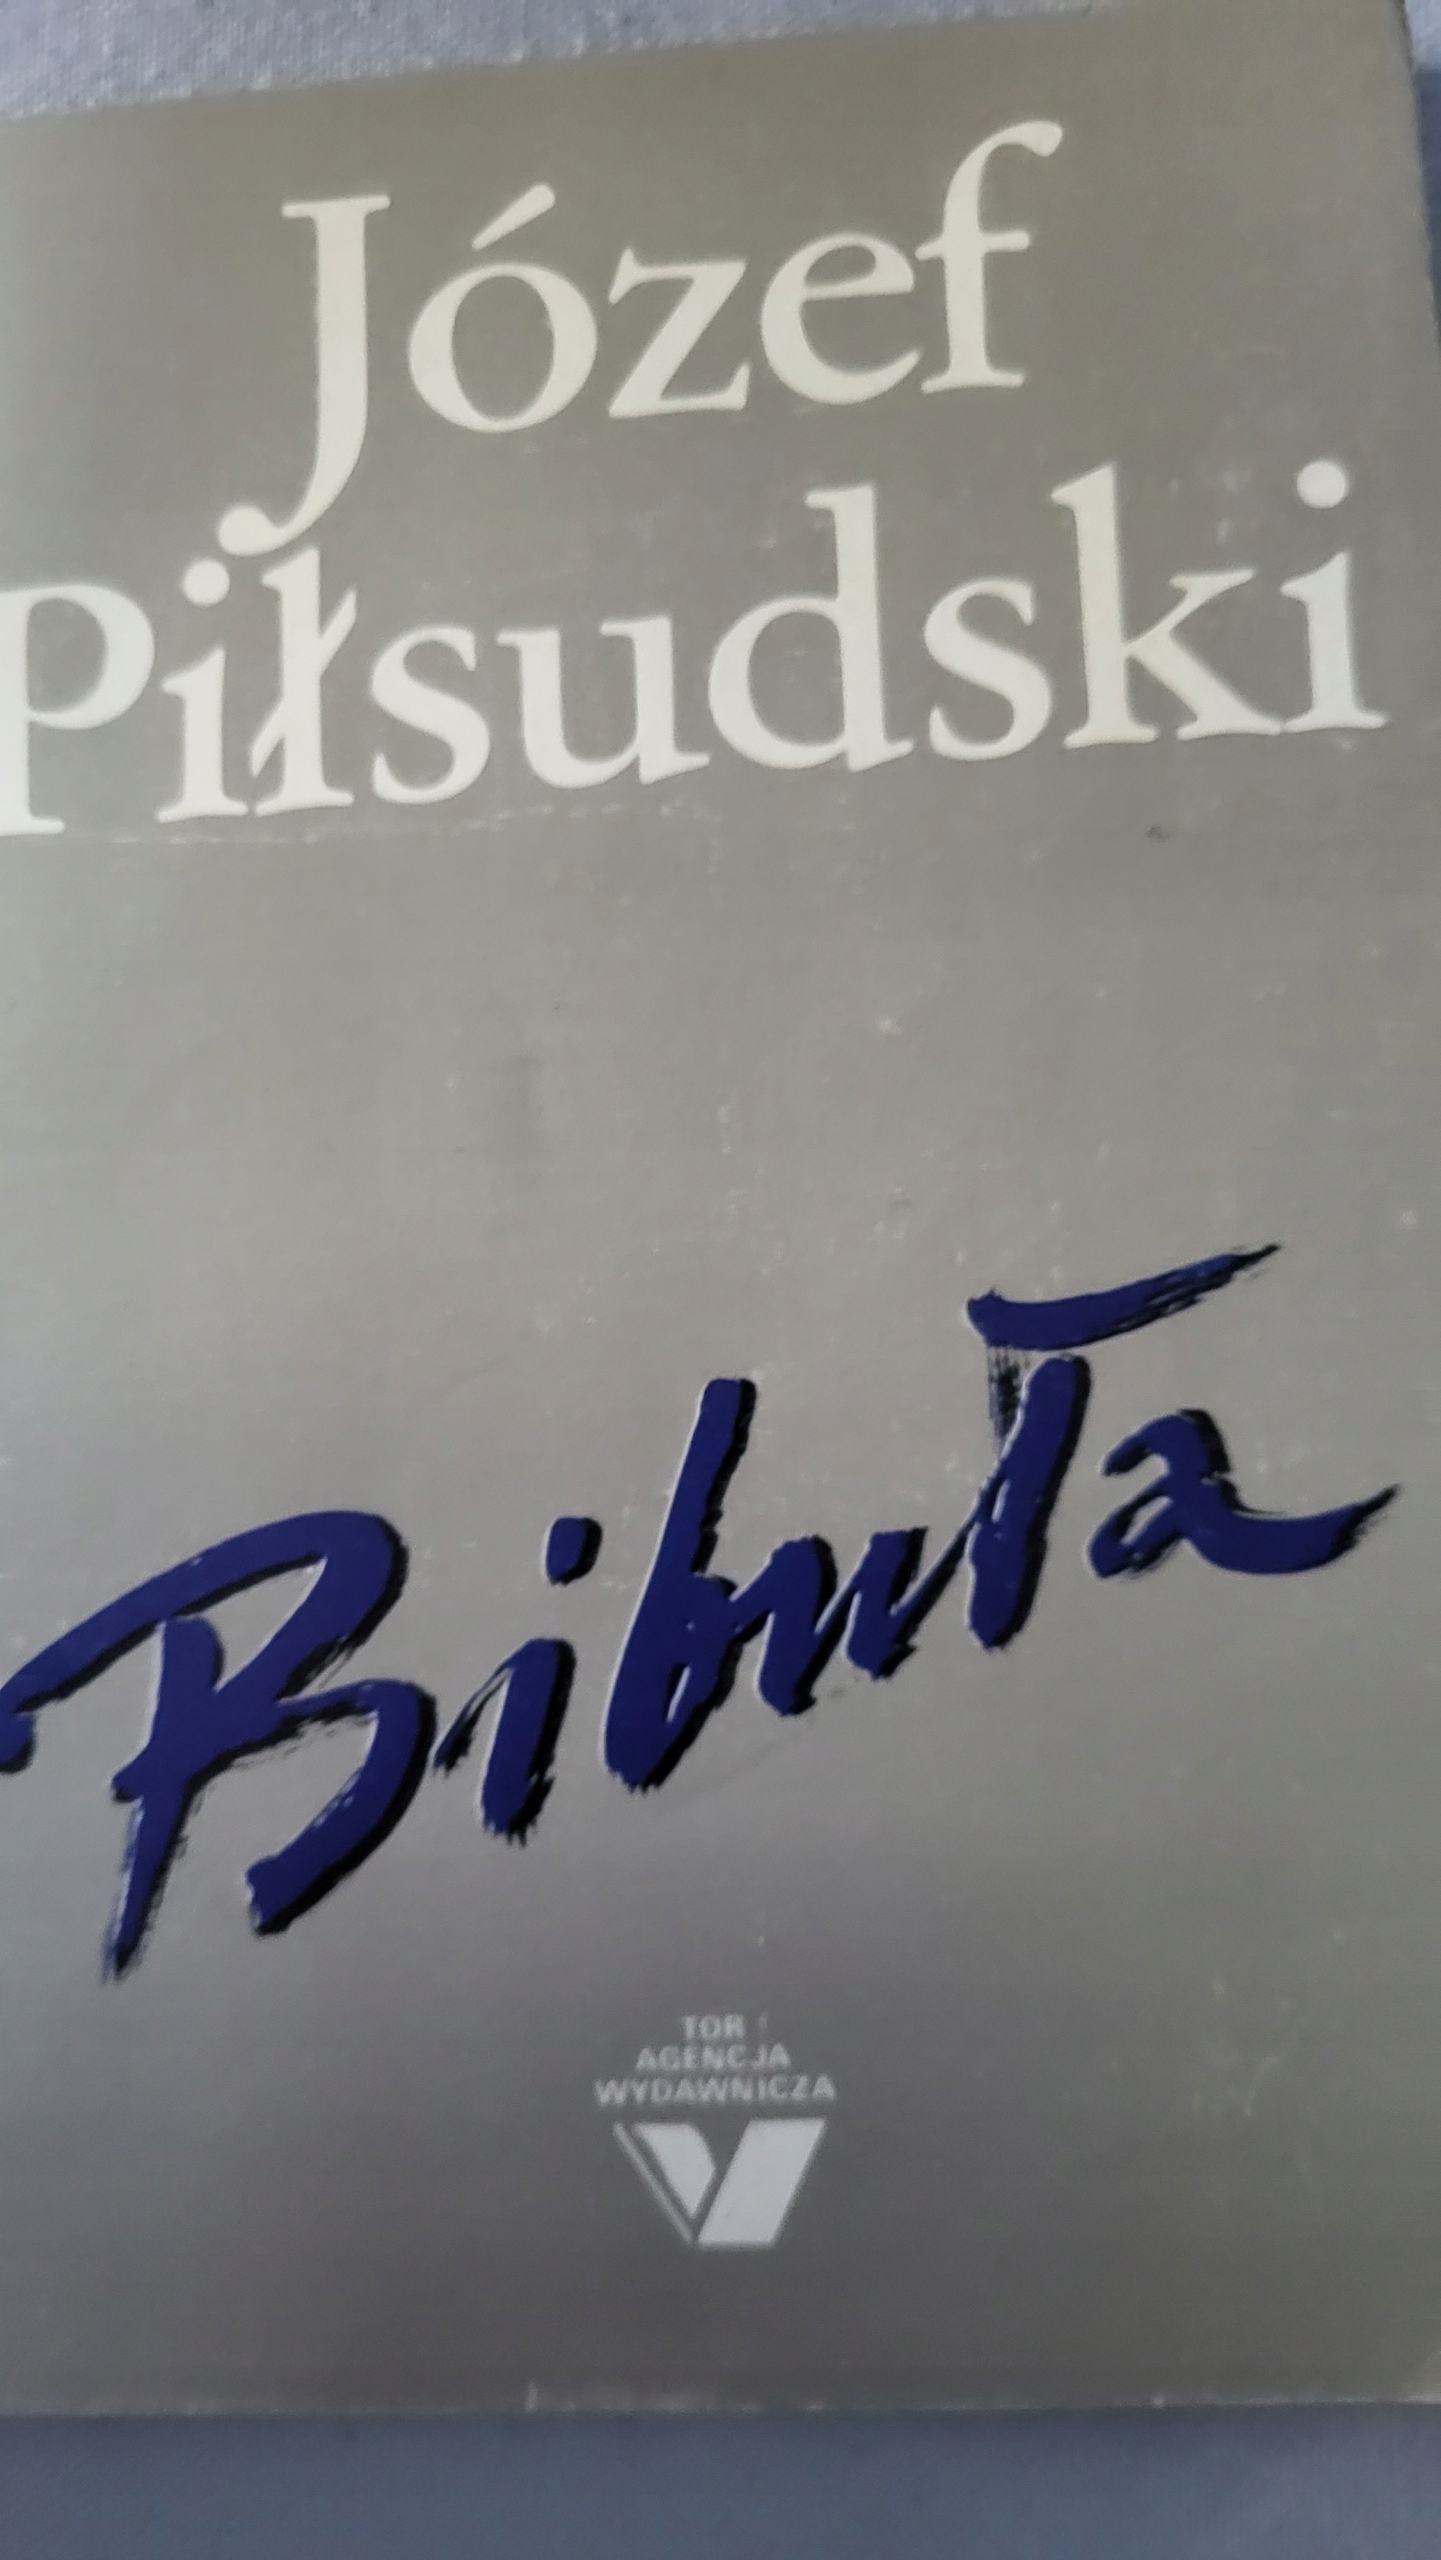 Józef
Piłsudski
Bibuła
TOR
AGENCJA
WYDAWNICZA